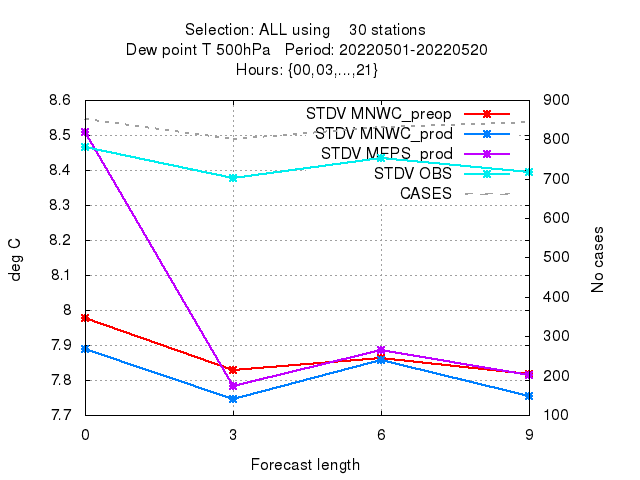 Selection: ALL using    30 stations
Dew point T 500hPa   Period: 20220501-20220520
Hours: {00,03,...,21}
8.6
8.5
8.4
8.3
8.2
8.1
8
7.9
7.8
7.7
deg C
STDV MNWC_preop
STDV MNWC_prod
STDV MEPS_prod
STDV OBS
CASES
900
800
700
600
500
400
300
200
100
No cases
0
3
6
9
Forecast length